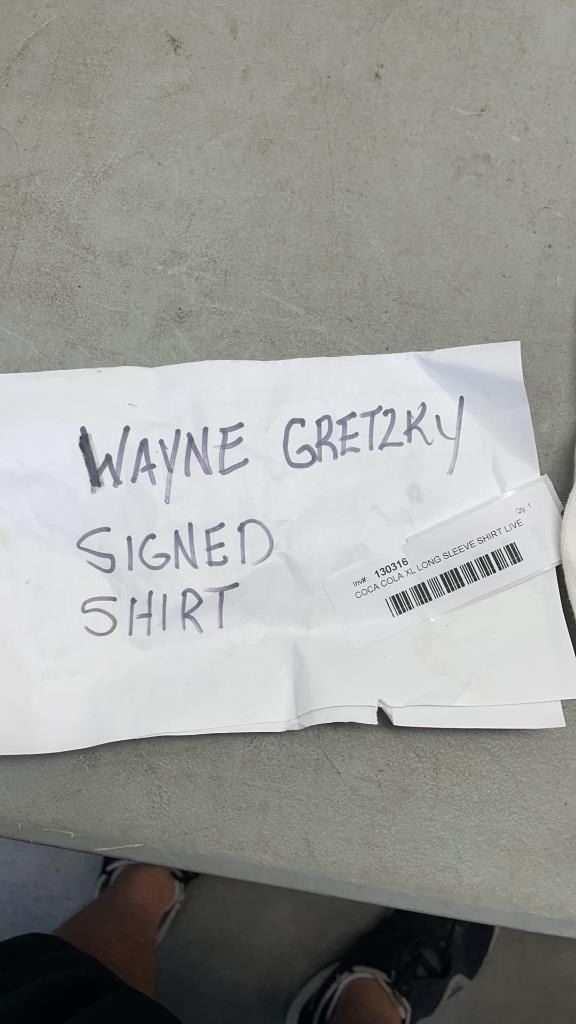 WAYNE GRETZKY
SIGNED
SHIRT
Qty 1
Inv#: 130316
COCA COLA XL LONG SLEEVE SHIRT LIVE